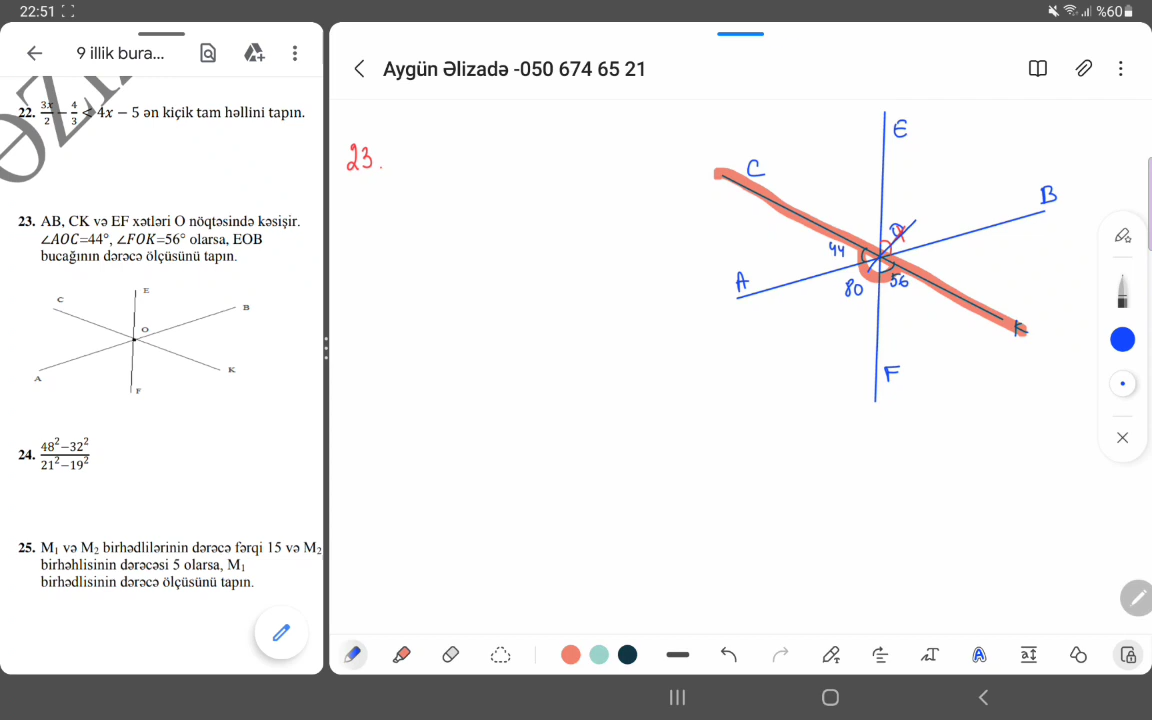 22:51
%60
9 illik bura...
Aygün Əlizadə -050 674 65 21
22. 3x/2 − 4/3 < 4x − 5 ən kiçik tam həllini tapın.
23. AB, CK və EF xətləri O nöqtəsində kəsişir.
∠AOC=44°, ∠FOK=56° olarsa, EOB
bucağının dərəcə ölçüsünü tapın.
C
E
B
O
A
K
F
24. 48²−32²/21²−19²
25. M₁ və M₂ birhədlilərinin dərəcə fərqi 15 və M₂
birhəhlisinin dərəcəsi 5 olarsa, M₁
birhədlisinin dərəcə ölçüsünü tapın.
23.
E
C
B
44
A
80
56
K
F